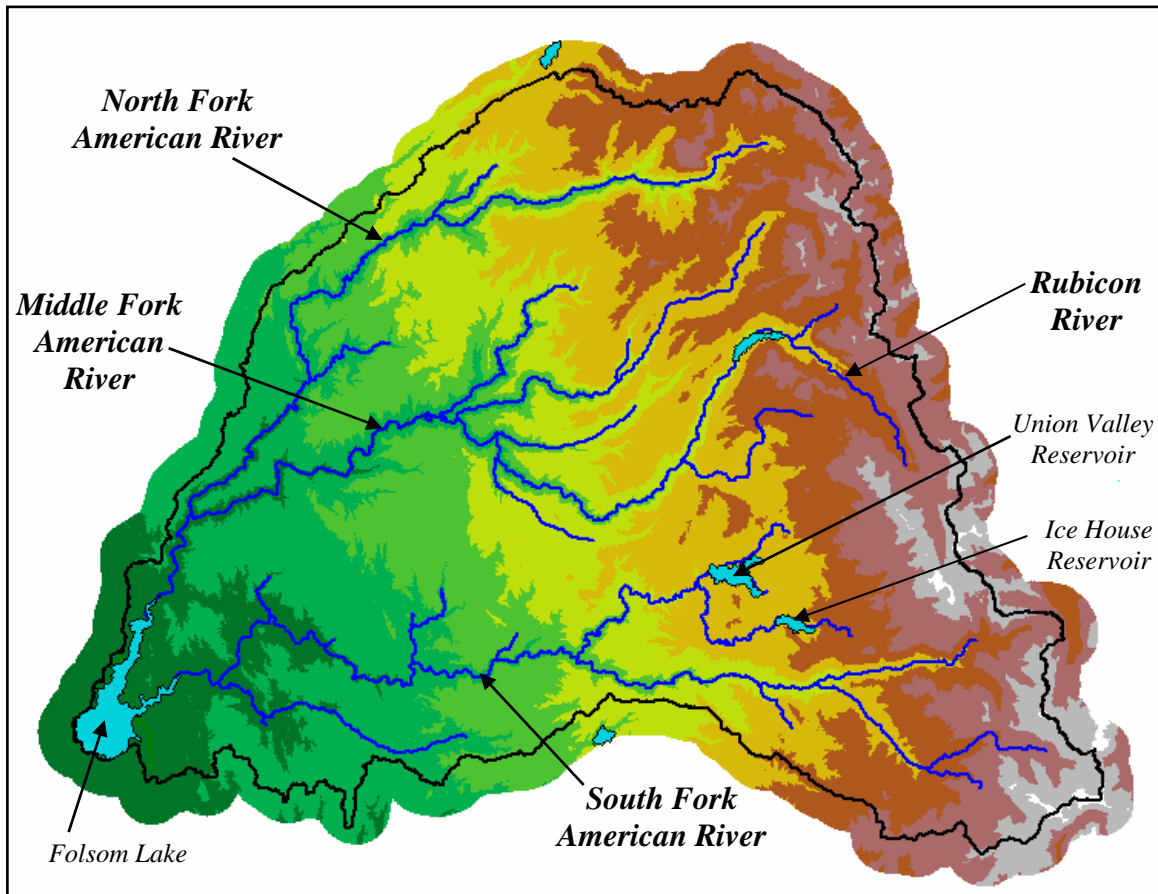 North Fork
American River
Middle Fork
American
River
Rubicon
River
Union Valley
Reservoir
Ice House
Reservoir
South Fork
American River
Folsom Lake